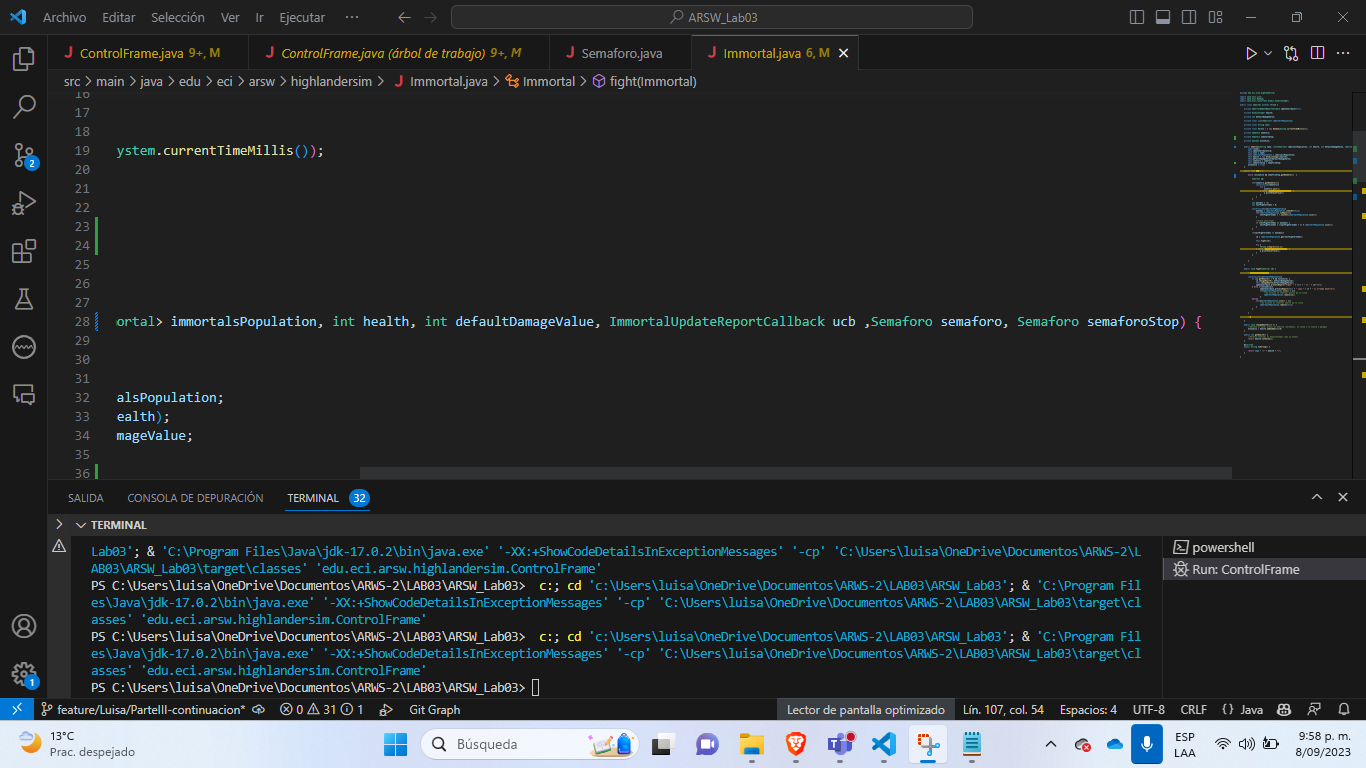 Archivo Editar Selección Ver Ir Ejecutar ··· ARSW_Lab03
ControlFrame.java 9+, M ControlFrame.java (árbol de trabajo) 9+, M Semaforo.java Immortal.java 6, M
src > main > java > edu > eci > arsw > highlandersim > Immortal.java > Immortal > fight(Immortal)
16
17
18
19 ystem.currentTimeMillis());
20
21
22
23
24
25
26
27
28 ortal> immortalsPopulation, int health, int defaultDamageValue, ImmortalUpdateReportCallback ucb ,Semaforo semaforo, Semaforo semaforoStop) {
29
30
31
32 alsPopulation;
33 ealth);
34 mageValue;
35
36
SALIDA CONSOLA DE DEPURACIÓN TERMINAL 32
TERMINAL
Lab03'; & 'C:\Program Files\Java\jdk-17.0.2\bin\java.exe' '-XX:+ShowCodeDetailsInExceptionMessages' '-cp' 'C:\Users\luisa\OneDrive\Documentos\ARWS-2\L
AB03\ARSW_Lab03\target\classes' 'edu.eci.arsw.highlandersim.ControlFrame'
PS C:\Users\luisa\OneDrive\Documentos\ARWS-2\LAB03\ARSW_Lab03> c:; cd 'c:\Users\luisa\OneDrive\Documentos\ARWS-2\LAB03\ARSW_Lab03'; & 'C:\Program Fil
es\Java\jdk-17.0.2\bin\java.exe' '-XX:+ShowCodeDetailsInExceptionMessages' '-cp' 'C:\Users\luisa\OneDrive\Documentos\ARWS-2\LAB03\ARSW_Lab03\target\cl
asses' 'edu.eci.arsw.highlandersim.ControlFrame'
PS C:\Users\luisa\OneDrive\Documentos\ARWS-2\LAB03\ARSW_Lab03> c:; cd 'c:\Users\luisa\OneDrive\Documentos\ARWS-2\LAB03\ARSW_Lab03'; & 'C:\Program Fil
es\Java\jdk-17.0.2\bin\java.exe' '-XX:+ShowCodeDetailsInExceptionMessages' '-cp' 'C:\Users\luisa\OneDrive\Documentos\ARWS-2\LAB03\ARSW_Lab03\target\cl
asses' 'edu.eci.arsw.highlandersim.ControlFrame'
PS C:\Users\luisa\OneDrive\Documentos\ARWS-2\LAB03\ARSW_Lab03>
powershell
Run: ControlFrame
2
1
feature/Luisa/ParteIII-continuacion* 0 31 1 Git Graph Lector de pantalla optimizado Lín. 107, col. 54 Espacios: 4 UTF-8 CRLF {} Java
13°C
Prac. despejado
Búsqueda
ESP
LAA
9:58 p. m.
8/09/2023